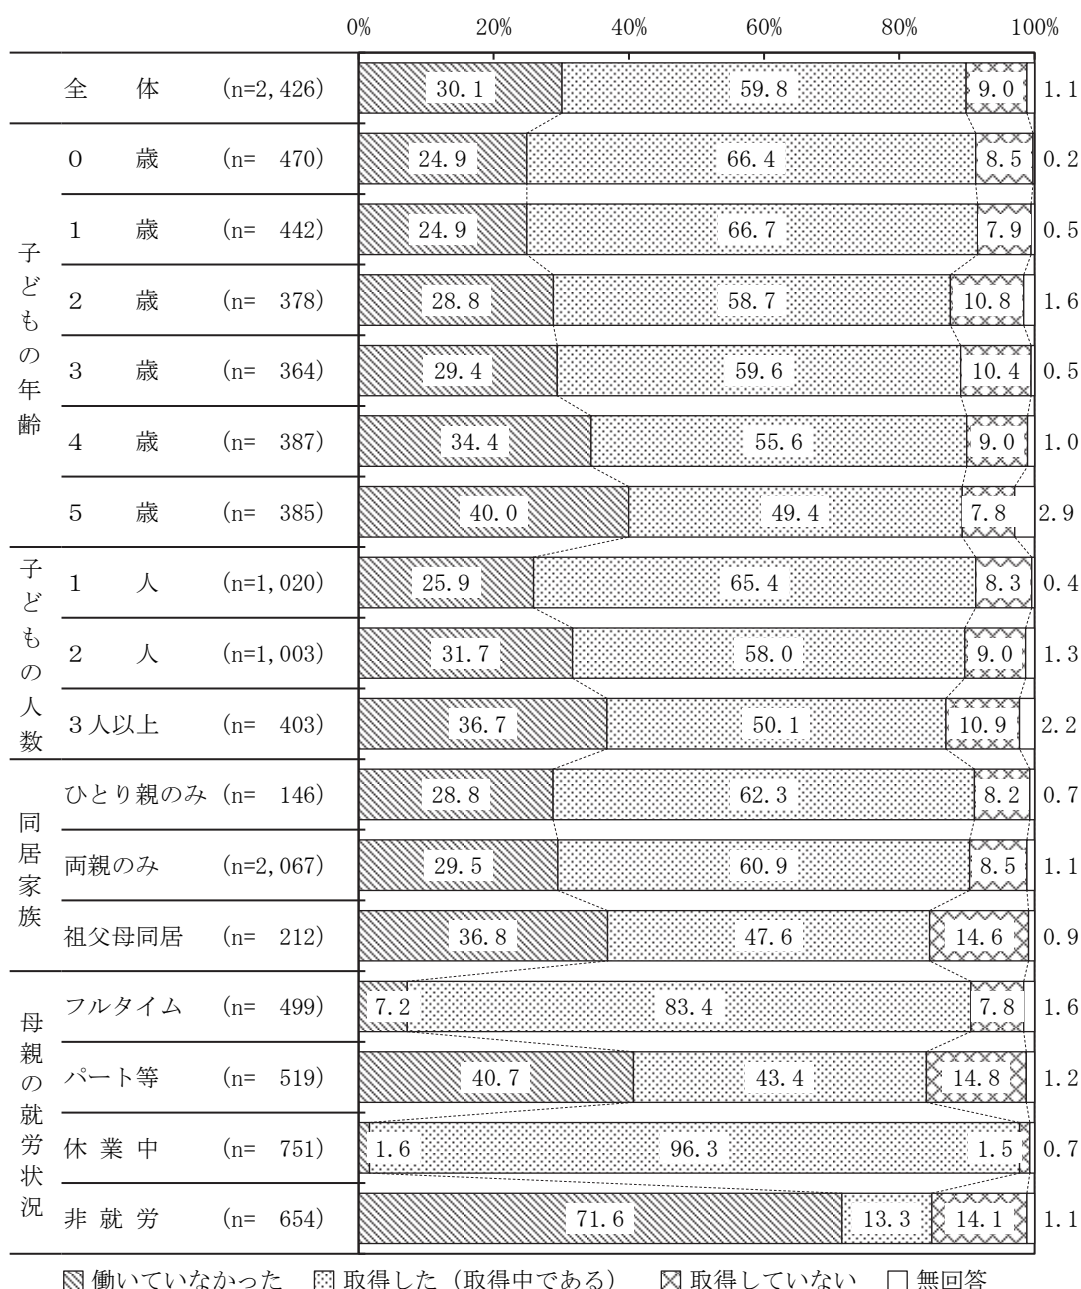 0% 20% 40% 60% 80% 100%
全 体 (n=2,426) 30.1 59.8 9.0 1.1
子どもの年齢
０ 歳 (n= 470) 24.9 66.4 8.5 0.2
１ 歳 (n= 442) 24.9 66.7 7.9 0.5
２ 歳 (n= 378) 28.8 58.7 10.8 1.6
３ 歳 (n= 364) 29.4 59.6 10.4 0.5
４ 歳 (n= 387) 34.4 55.6 9.0 1.0
５ 歳 (n= 385) 40.0 49.4 7.8 2.9
子どもの人数
１ 人 (n=1,020) 25.9 65.4 8.3 0.4
２ 人 (n=1,003) 31.7 58.0 9.0 1.3
３人以上 (n= 403) 36.7 50.1 10.9 2.2
同居家族
ひとり親のみ (n= 146) 28.8 62.3 8.2 0.7
両親のみ (n=2,067) 29.5 60.9 8.5 1.1
祖父母同居 (n= 212) 36.8 47.6 14.6 0.9
母親の就労状況
フルタイム (n= 499) 7.2 83.4 7.8 1.6
パート等 (n= 519) 40.7 43.4 14.8 1.2
休 業 中 (n= 751) 1.6 96.3 1.5 0.7
非 就 労 (n= 654) 71.6 13.3 14.1 1.1
働いていなかった 取得した（取得中である） 取得していない 無回答